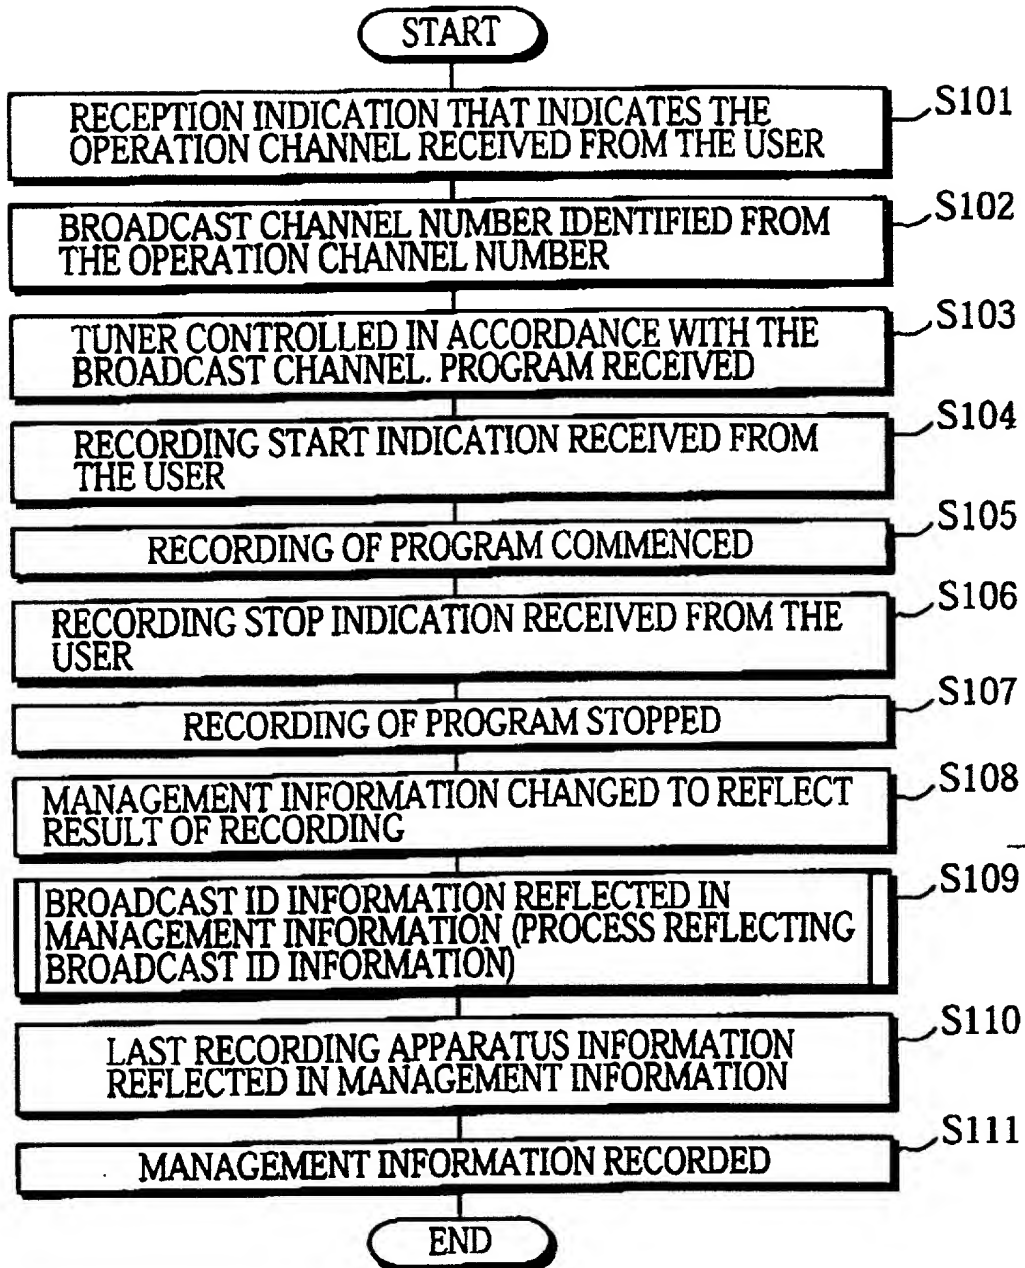 START
S101
RECEPTION INDICATION THAT INDICATES THE
OPERATION CHANNEL RECEIVED FROM THE USER
S102
BROADCAST CHANNEL NUMBER IDENTIFIED FROM
THE OPERATION CHANNEL NUMBER
S103
TUNER CONTROLLED IN ACCORDANCE WITH THE
BROADCAST CHANNEL. PROGRAM RECEIVED
S104
RECORDING START INDICATION RECEIVED FROM
THE USER
S105
RECORDING OF PROGRAM COMMENCED
S106
RECORDING STOP INDICATION RECEIVED FROM THE
USER
S107
RECORDING OF PROGRAM STOPPED
S108
MANAGEMENT INFORMATION CHANGED TO REFLECT
RESULT OF RECORDING
S109
BROADCAST ID INFORMATION REFLECTED IN
MANAGEMENT INFORMATION (PROCESS REFLECTING
BROADCAST ID INFORMATION)
S110
LAST RECORDING APPARATUS INFORMATION
REFLECTED IN MANAGEMENT INFORMATION
S111
MANAGEMENT INFORMATION RECORDED
END